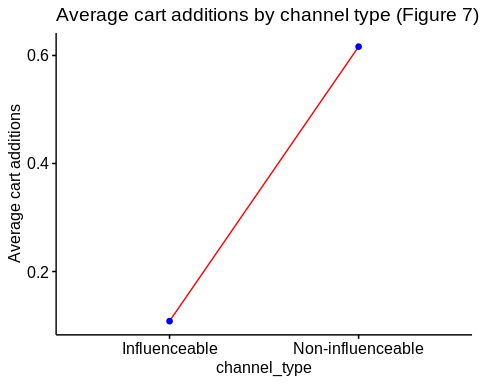 Average cart additions by channel type (Figure 7)
Average cart additions
0.6
0.4
0.2
Influenceable
Non-influenceable
channel_type